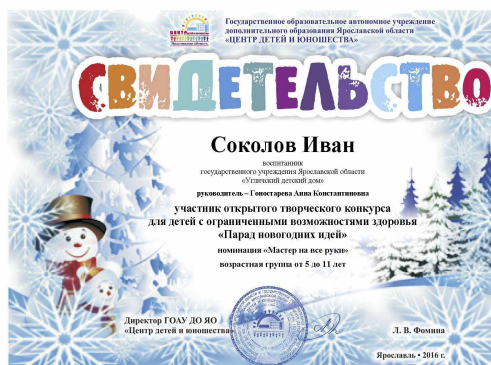 Государственное образовательное автономное учреждение
дополнительного образования Ярославской области
«ЦЕНТР ДЕТЕЙ И ЮНОШЕСТВА»
СВИДЕТЕЛЬСТВО
Соколов Иван
воспитанник
государственного учреждения Ярославской области
«Угличский детский дом»
руководитель – Гоностарева Анна Константиновна
участник открытого творческого конкурса
для детей с ограниченными возможностями здоровья
«Парад новогодних идей»
номинация «Мастер на все руки»
возрастная группа от 5 до 11 лет
Директор ГОАУ ДО ЯО
«Центр детей и юношества»
Л. В. Фомина
Ярославль • 2016 г.